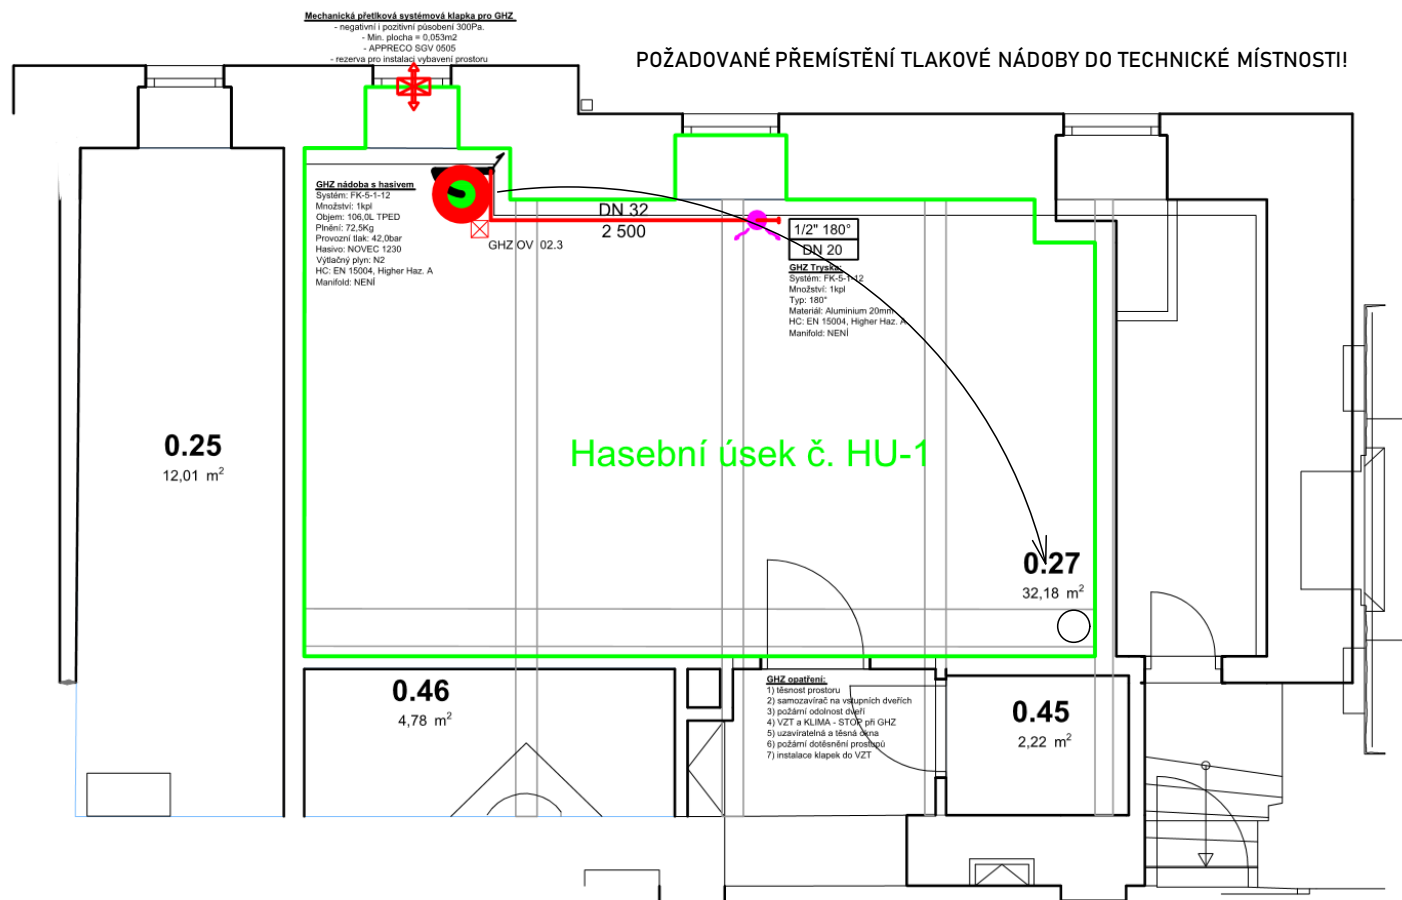 Mechanická přetlková systémová klapka pro GHZ
- negativní i pozitivní působení 300Pa.
- Min. plocha = 0,053m2
- APPRECO SGV 0505
- rezerva pro instalaci vybavení prostoru
POŽADOVANÉ PŘEMÍSTĚNÍ TLAKOVÉ NÁDOBY DO TECHNICKÉ MÍSTNOSTI!
GHZ nádoba s hasivem
Systém: FK-5-1-12
Množství: 1kpl
Objem: 106,0L TPED
Plnění: 72,5Kg
Provozní tlak: 42,0bar
Hasivo: NOVEC 1230
Výtlačný plyn: N2
HC: EN 15004, Higher Haz. A
Manifold: NENÍ
DN 32
2 500
GHZ OV 02.3
1/2" 180°
DN 20
GHZ Tryska:
Systém: FK-5-1-12
Množství: 1kpl
Typ: 180°
Materiál: Aluminium 20mm
HC: EN 15004, Higher Haz. A
Manifold: NENÍ
0.25
12,01 m²
Hasební úsek č. HU-1
0.27
32,18 m²
0.46
4,78 m²
GHZ opatření:
1) těsnost prostoru
2) samozavírač na vstupních dveřích
3) požární odolnost dveří
4) VZT a KLIMA - STOP při GHZ
5) uzavíratelná a těsná okna
6) požární dotěsnění prostupů
7) instalace klapek do VZT
0.45
2,22 m²